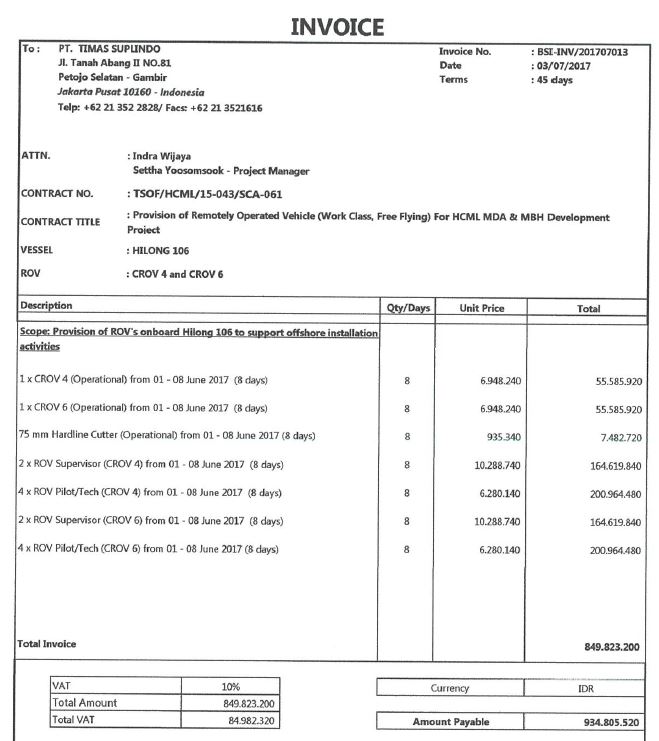 INVOICE
To : PT. TIMAS SUPLINDO
Jl. Tanah Abang II NO.81
Petojo Selatan - Gambir
Jakarta Pusat 10160 - Indonesia
Telp: +62 21 352 2828/ Facs: +62 21 3521616
Invoice No. : BSI-INV/201707013
Date : 03/07/2017
Terms : 45 days
ATTN. : Indra Wijaya
Settha Yoosomsook - Project Manager
CONTRACT NO. : TSOF/HCML/15-043/SCA-061
CONTRACT TITLE : Provision of Remotely Operated Vehicle (Work Class, Free Flying) For HCML MDA & MBH Development
Project
VESSEL : HILONG 106
ROV : CROV 4 and CROV 6
Description Qty/Days Unit Price Total
Scope: Provision of ROV's onboard Hilong 106 to support offshore installation
activities
1 x CROV 4 (Operational) from 01 - 08 June 2017 (8 days) 8 6.948.240 55.585.920
1 x CROV 6 (Operational) from 01 - 08 June 2017 (8 days) 8 6.948.240 55.585.920
75 mm Hardline Cutter (Operational) from 01 - 08 June 2017 (8 days) 8 935.340 7.482.720
2 x ROV Supervisor (CROV 4) from 01 - 08 June 2017 (8 days) 8 10.288.740 164.619.840
4 x ROV Pilot/Tech (CROV 4) from 01 - 08 June 2017 (8 days) 8 6.280.140 200.964.480
2 x ROV Supervisor (CROV 6) from 01 - 08 June 2017 (8 days) 8 10.288.740 164.619.840
4 x ROV Pilot/Tech (CROV 6) from 01 - 08 June 2017 (8 days) 8 6.280.140 200.964.480
Total Invoice 849.823.200
VAT 10%
Total Amount 849.823.200
Total VAT 84.982.320
Currency IDR
Amount Payable 934.805.520